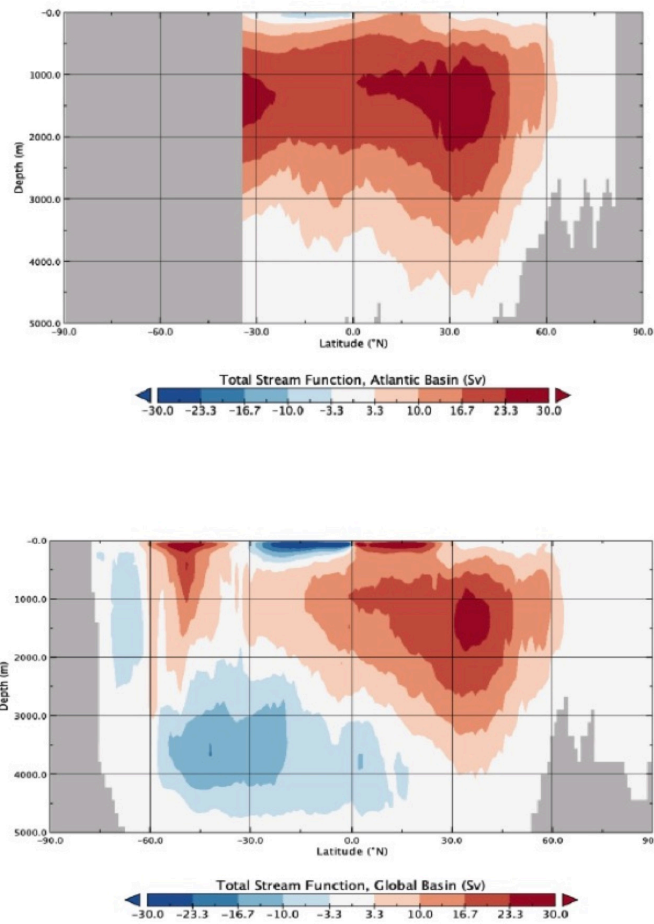 -0.0
1000.0
2000.0
3000.0
4000.0
5000.0
Depth (m)
-90.0 -60.0 -30.0 0.0 30.0 60.0 90.0
Latitude (°N)
Total Stream Function, Atlantic Basin (Sv)
-30.0 -23.3 -16.7 -10.0 -3.3 3.3 10.0 16.7 23.3 30.0
-0.0
1000.0
2000.0
3000.0
4000.0
5000.0
Depth (m)
-90.0 -60.0 -30.0 0.0 30.0 60.0 90.0
Latitude (°N)
Total Stream Function, Global Basin (Sv)
-30.0 -23.3 -16.7 -10.0 -3.3 3.3 10.0 16.7 23.3 30.0